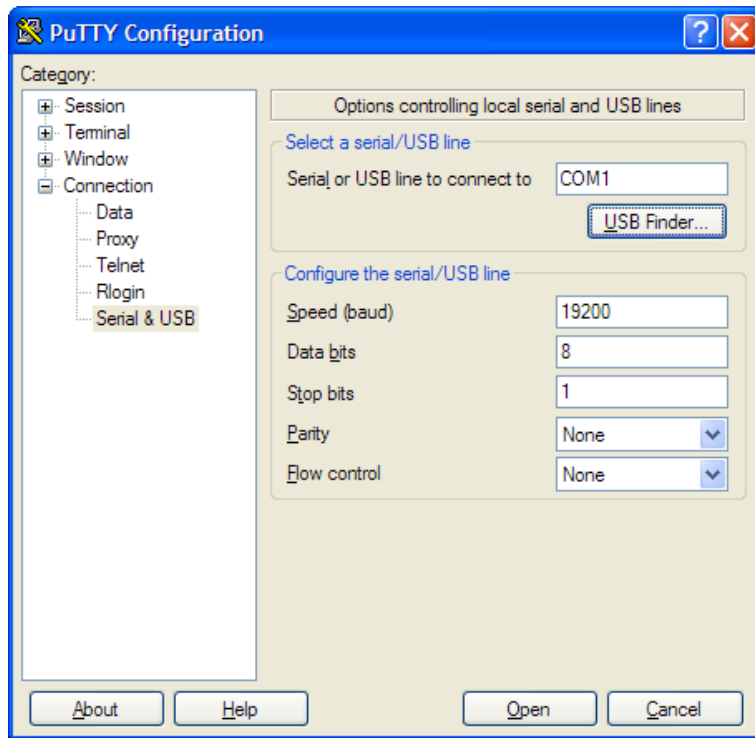 PuTTY Configuration
Category:
Session
Terminal
Window
Connection
Data
Proxy
Telnet
Rlogin
Serial & USB
Options controlling local serial and USB lines
Select a serial/USB line
Serial or USB line to connect to COM1
USB Finder...
Configure the serial/USB line
Speed (baud) 19200
Data bits 8
Stop bits 1
Parity None
Flow control None
About Help Open Cancel